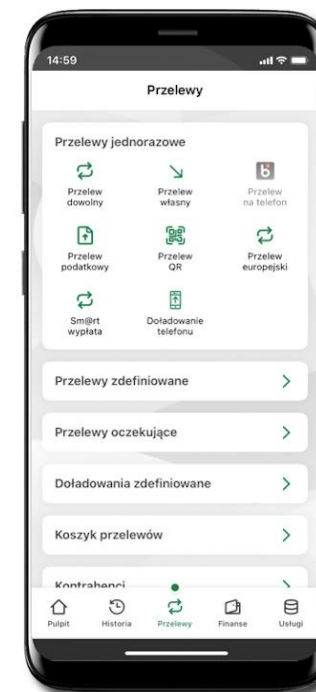 14:59
Przelewy
Przelewy jednorazowe
Przelew
dowolny
Przelew
własny
b
Przelew
na telefon
Przelew
podatkowy
Przelew
QR
Przelew
europejski
Sm@rt
wypłata
Doładowanie
telefonu
Przelewy zdefiniowane
Przelewy oczekujące
Doładowania zdefiniowane
Koszyk przelewów
Kontrahenci
Pulpit
Historia
Przelewy
Finanse
Usługi